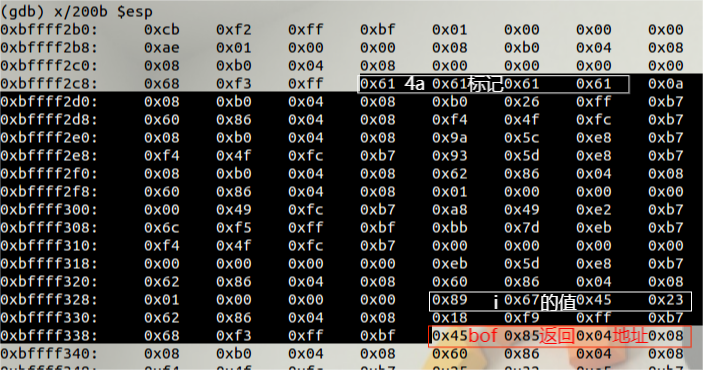 (gdb) x/200b $esp
0xbffff2b0: 0xcb 0xf2 0xff 0xbf 0x01 0x00 0x00 0x00
0xbffff2b8: 0xae 0x01 0x00 0x00 0x08 0xb0 0x04 0x08
0xbffff2c0: 0x08 0xb0 0x04 0x08 0x00 0x00 0x00 0x00
0xbffff2c8: 0x68 0xf3 0xff 0x61 4a 0x61标记 0x61 0x61 0x0a
0xbffff2d0: 0x08 0xb0 0x04 0x08 0xb0 0x26 0xff 0xb7
0xbffff2d8: 0x60 0x86 0x04 0x08 0xf4 0x4f 0xfc 0xb7
0xbffff2e0: 0x08 0xb0 0x04 0x08 0x9a 0x5c 0xe8 0xb7
0xbffff2e8: 0xf4 0x4f 0xfc 0xb7 0x93 0x5d 0xe8 0xb7
0xbffff2f0: 0x08 0xb0 0x04 0x08 0x62 0x86 0x04 0x08
0xbffff2f8: 0x60 0x86 0x04 0x08 0x01 0x00 0x00 0x00
0xbffff300: 0x00 0x49 0xfc 0xb7 0xa8 0x49 0xe2 0xb7
0xbffff308: 0x6c 0xf5 0xff 0xbf 0xbb 0x7d 0xeb 0xb7
0xbffff310: 0xf4 0x4f 0xfc 0xb7 0x00 0x00 0x00 0x00
0xbffff318: 0x00 0x00 0x00 0x00 0xeb 0x5d 0xe8 0xb7
0xbffff320: 0x62 0x86 0x04 0x08 0x60 0x86 0x04 0x08
0xbffff328: 0x01 0x00 0x00 0x00 0x89 i 0x67 的值 0x45 0x23
0xbffff330: 0x62 0x86 0x04 0x08 0x18 0xf9 0xff 0xb7
0xbffff338: 0x68 0xf3 0xff 0xbf 0x45 bof 0x85 返回 0x04 地址 0x08
0xbffff340: 0x08 0xb0 0x04 0x08 0x60 0x86 0x04 0x08